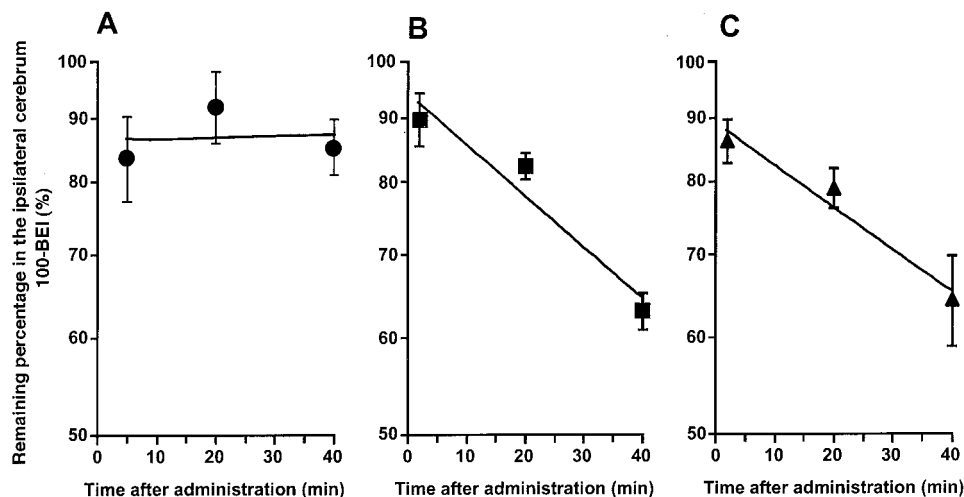 A
B
C
Remaining percentage in the ipsilateral cerebrum
100-BEI (%)
100
90
80
70
60
50
0 10 20 30 40
Time after administration (min)
100
90
80
70
60
50
0 10 20 30 40
Time after administration (min)
100
90
80
70
60
50
0 10 20 30 40
Time after administration (min)